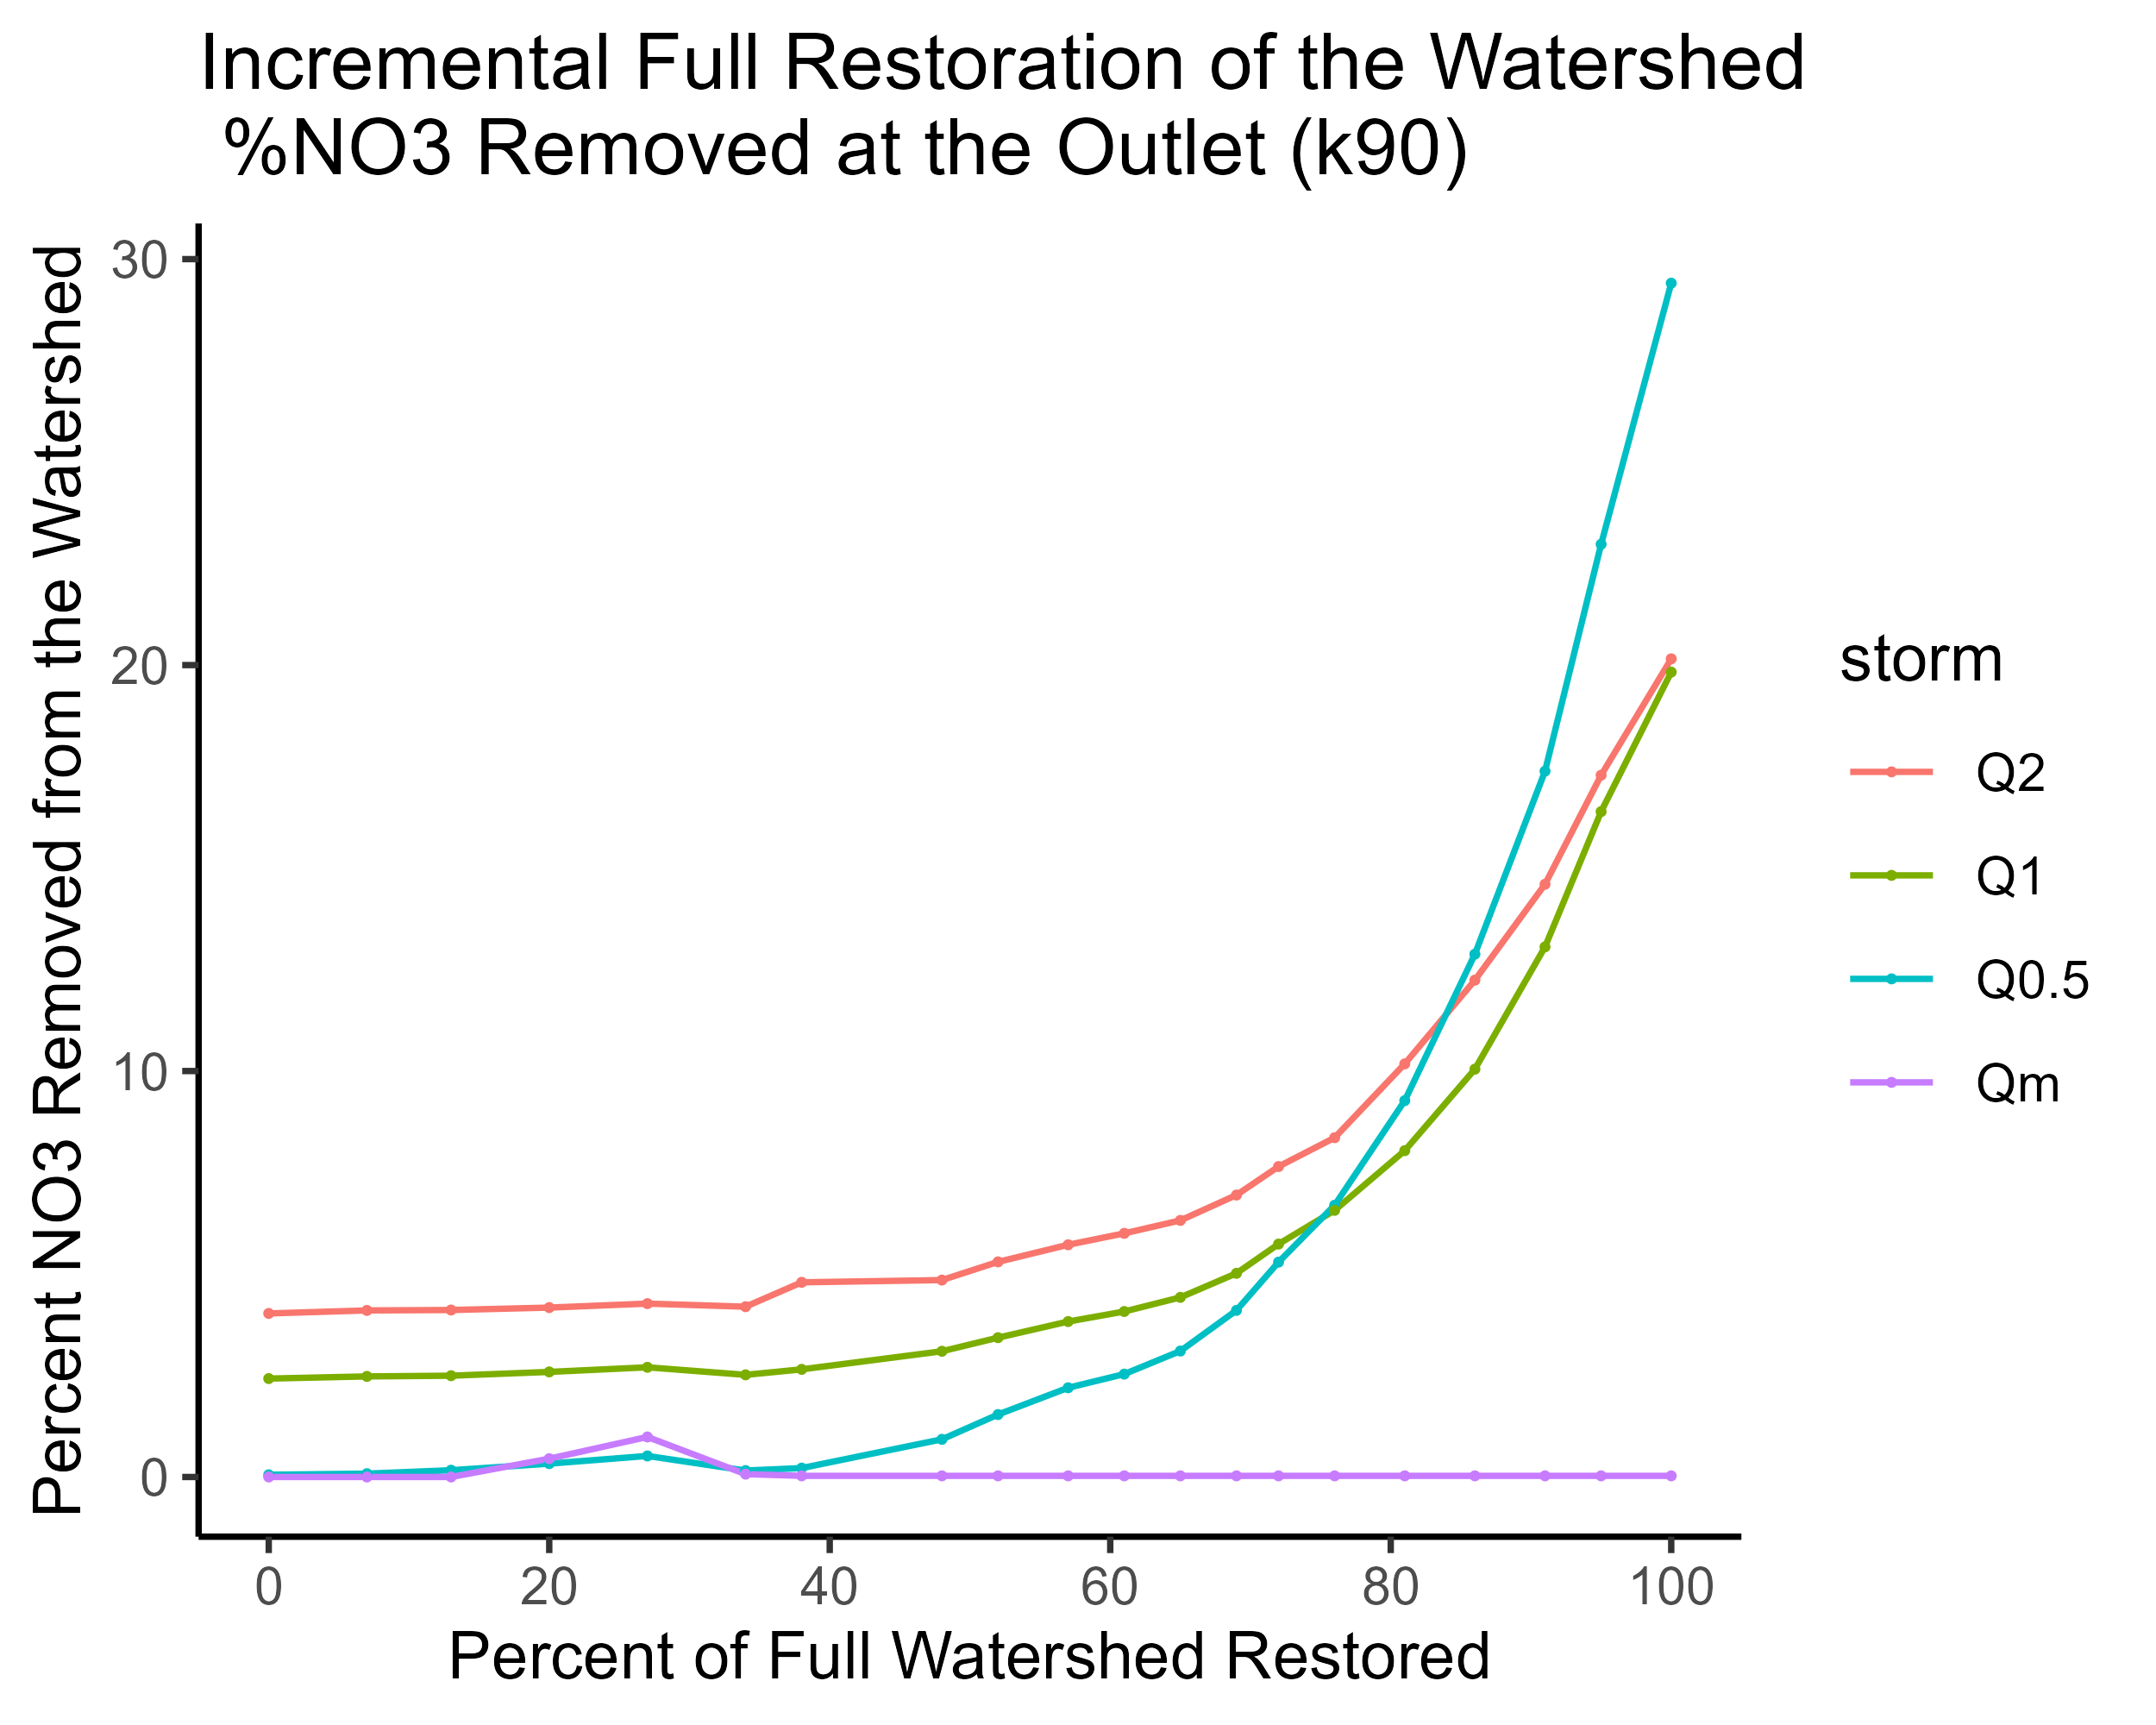 Incremental Full Restoration of the Watershed
%NO3 Removed at the Outlet (k90)
Percent NO3 Removed from the Watershed
30
20
10
0
0 20 40 60 80 100
Percent of Full Watershed Restored
storm
Q2
Q1
Q0.5
Qm